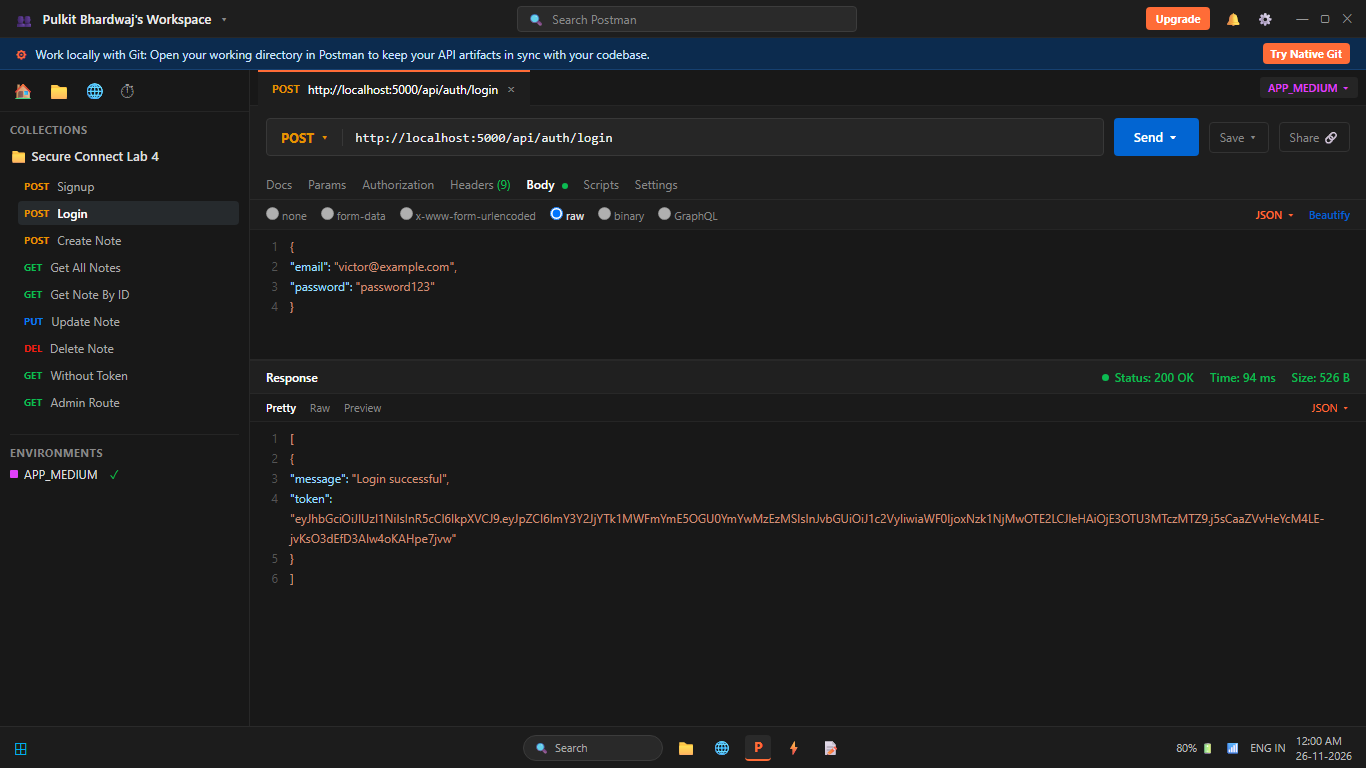 Pulkit Bhardwaj's Workspace
Search Postman
Upgrade
Work locally with Git: Open your working directory in Postman to keep your API artifacts in sync with your codebase.
Try Native Git
POST http://localhost:5000/api/auth/login ×
APP_MEDIUM
COLLECTIONS
Secure Connect Lab 4
POST Signup
POST Login
POST Create Note
GET Get All Notes
GET Get Note By ID
PUT Update Note
DEL Delete Note
GET Without Token
GET Admin Route
ENVIRONMENTS
APP_MEDIUM ✓
POST http://localhost:5000/api/auth/login
Send
Save
Share
Docs Params Authorization Headers (9) Body Scripts Settings
none form-data x-www-form-urlencoded raw binary GraphQL
JSON Beautify
1 {
2 "email": "victor@example.com",
3 "password": "password123"
4 }
Response
Status: 200 OK Time: 94 ms Size: 526 B
Pretty Raw Preview
JSON
1 [
2 {
3 "message": "Login successful",
4 "token":
"eyJhbGciOiJIUzI1NiIsInR5cCI6IkpXVCJ9.eyJpZCI6ImY3Y2JjYTk1MWFmYmE5OGU0YmYwMzEzMSIsInJvbGUiOiJ1c2VyIiwiaWF0IjoxNzk1NjMwOTE2LCJleHAiOjE3OTU3MTczMTZ9.j5sCaaZVvHeYcM4LE-
jvKsO3dEfD3AIw4oKAHpe7jvw"
5 }
6 ]
Search
P
80%
ENG IN
12:00 AM
26-11-2026